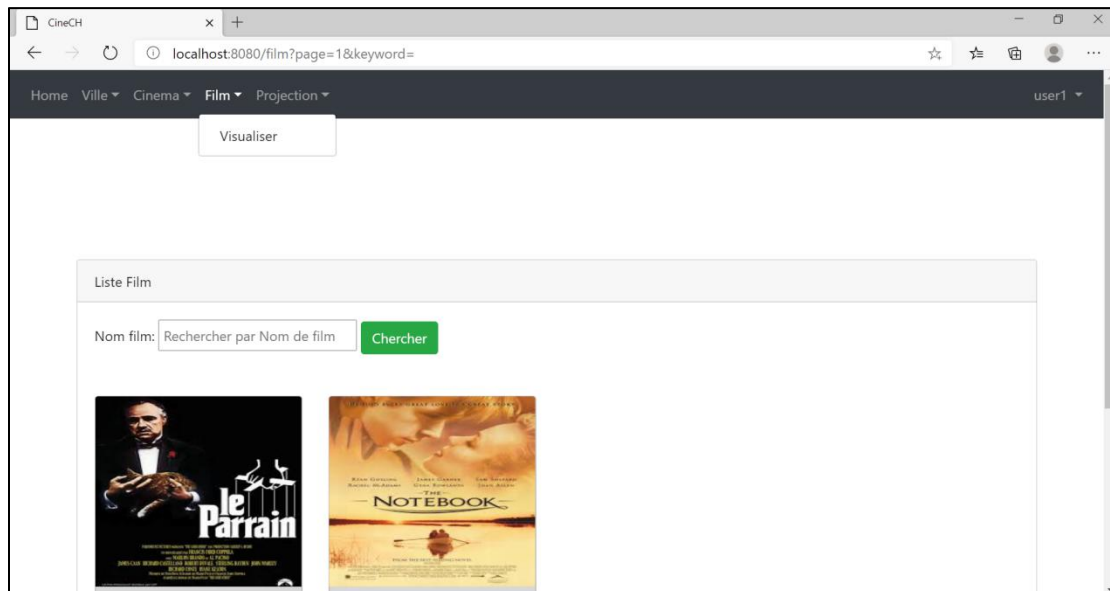 CineCH
localhost:8080/film?page=1&keyword=
Home Ville Cinema Film Projection user1
Visualiser
Liste Film
Nom film: Rechercher par Nom de film Chercher
le
Parrain
THE
NOTEBOOK